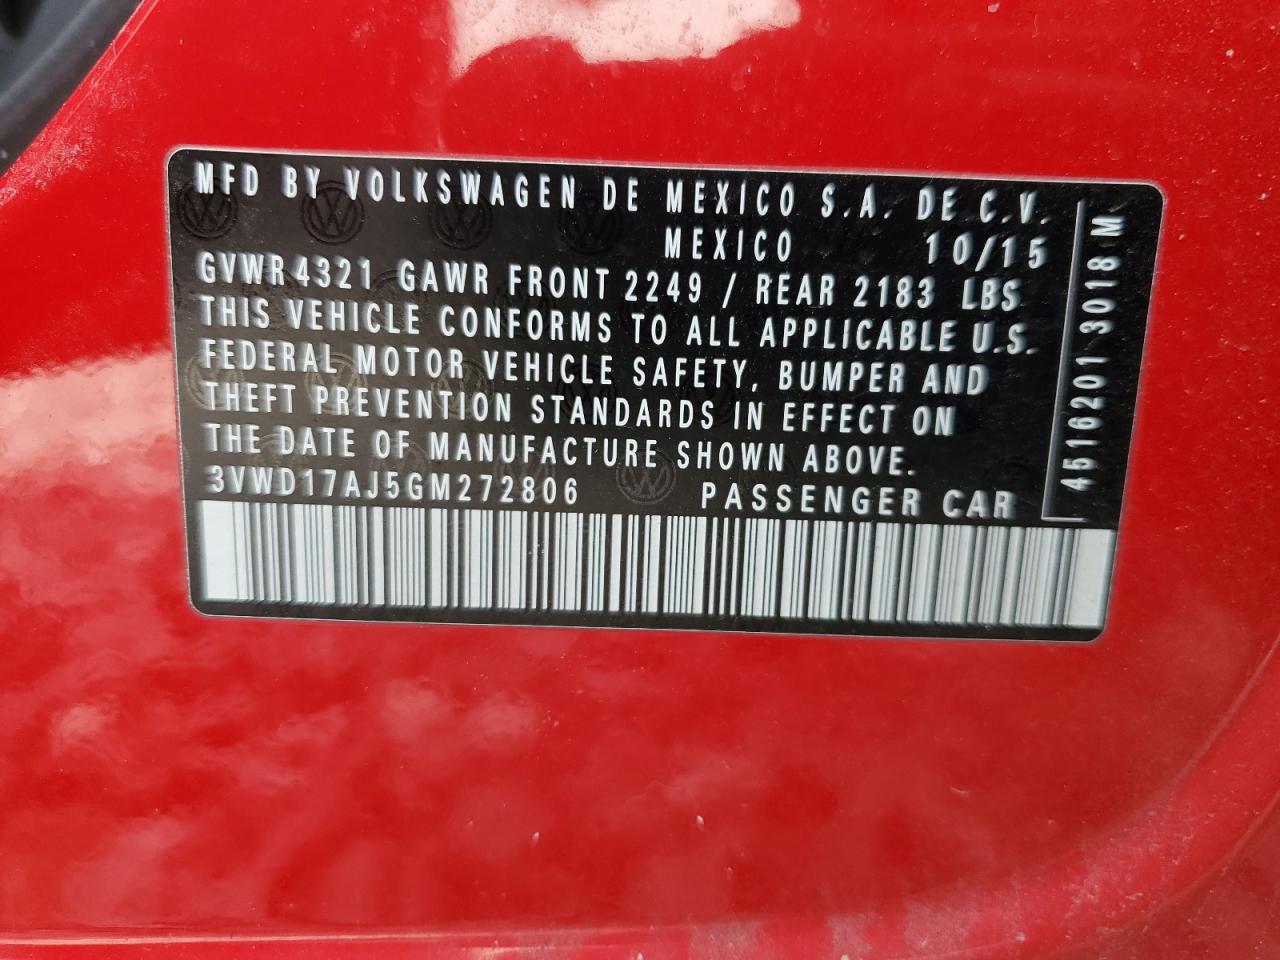 MFD BY VOLKSWAGEN DE MEXICO S.A. DE C.V.
MEXICO 10/15
GVWR 4321 GAWR FRONT 2249 / REAR 2183 LBS
THIS VEHICLE CONFORMS TO ALL APPLICABLE U.S.
FEDERAL MOTOR VEHICLE SAFETY, BUMPER AND
THEFT PREVENTION STANDARDS IN EFFECT ON
THE DATE OF MANUFACTURE SHOWN ABOVE.
3VWD17AJ5GM272806 PASSENGER CAR
4516201 3018 M